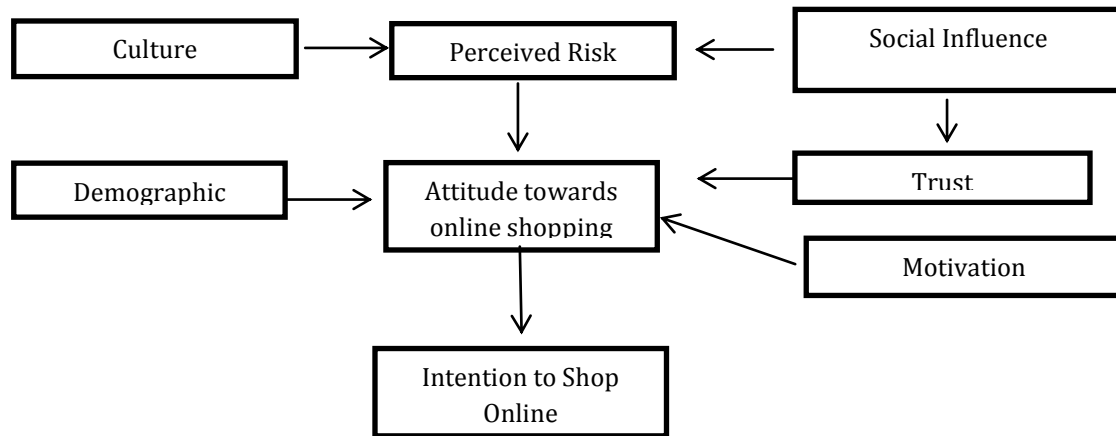 Culture
Perceived Risk
Social Influence
Demographic
Attitude towards
online shopping
Trust
Motivation
Intention to Shop
Online